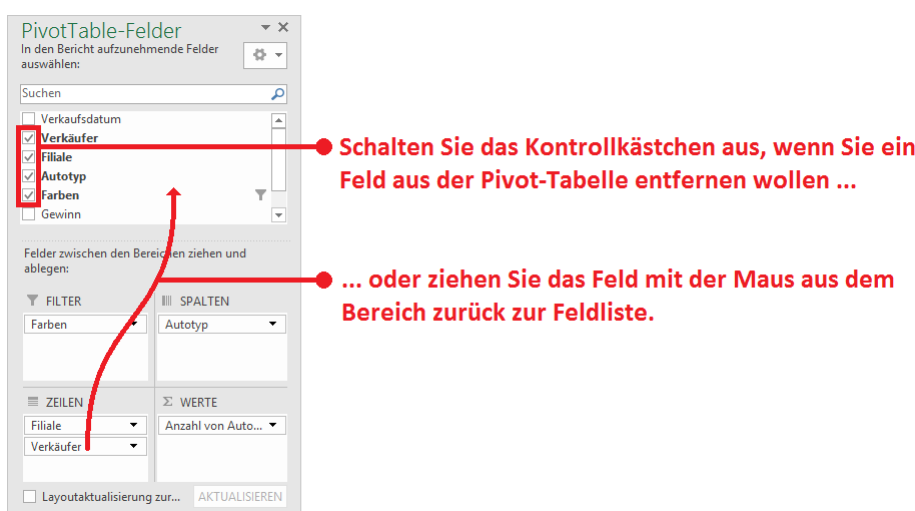 PivotTable-Felder
In den Bericht aufzunehmende Felder
auswählen:
Suchen
Verkaufsdatum
Verkäufer
Filiale
Autotyp
Farben
Gewinn
Schalten Sie das Kontrollkästchen aus, wenn Sie ein
Feld aus der Pivot-Tabelle entfernen wollen ...
Felder zwischen den Bereichen ziehen und
ablegen:
... oder ziehen Sie das Feld mit der Maus aus dem
Bereich zurück zur Feldliste.
FILTER
SPALTEN
Farben
Autotyp
ZEILEN
Σ WERTE
Filiale
Anzahl von Auto...
Verkäufer
Layoutaktualisierung zur...
AKTUALISIEREN